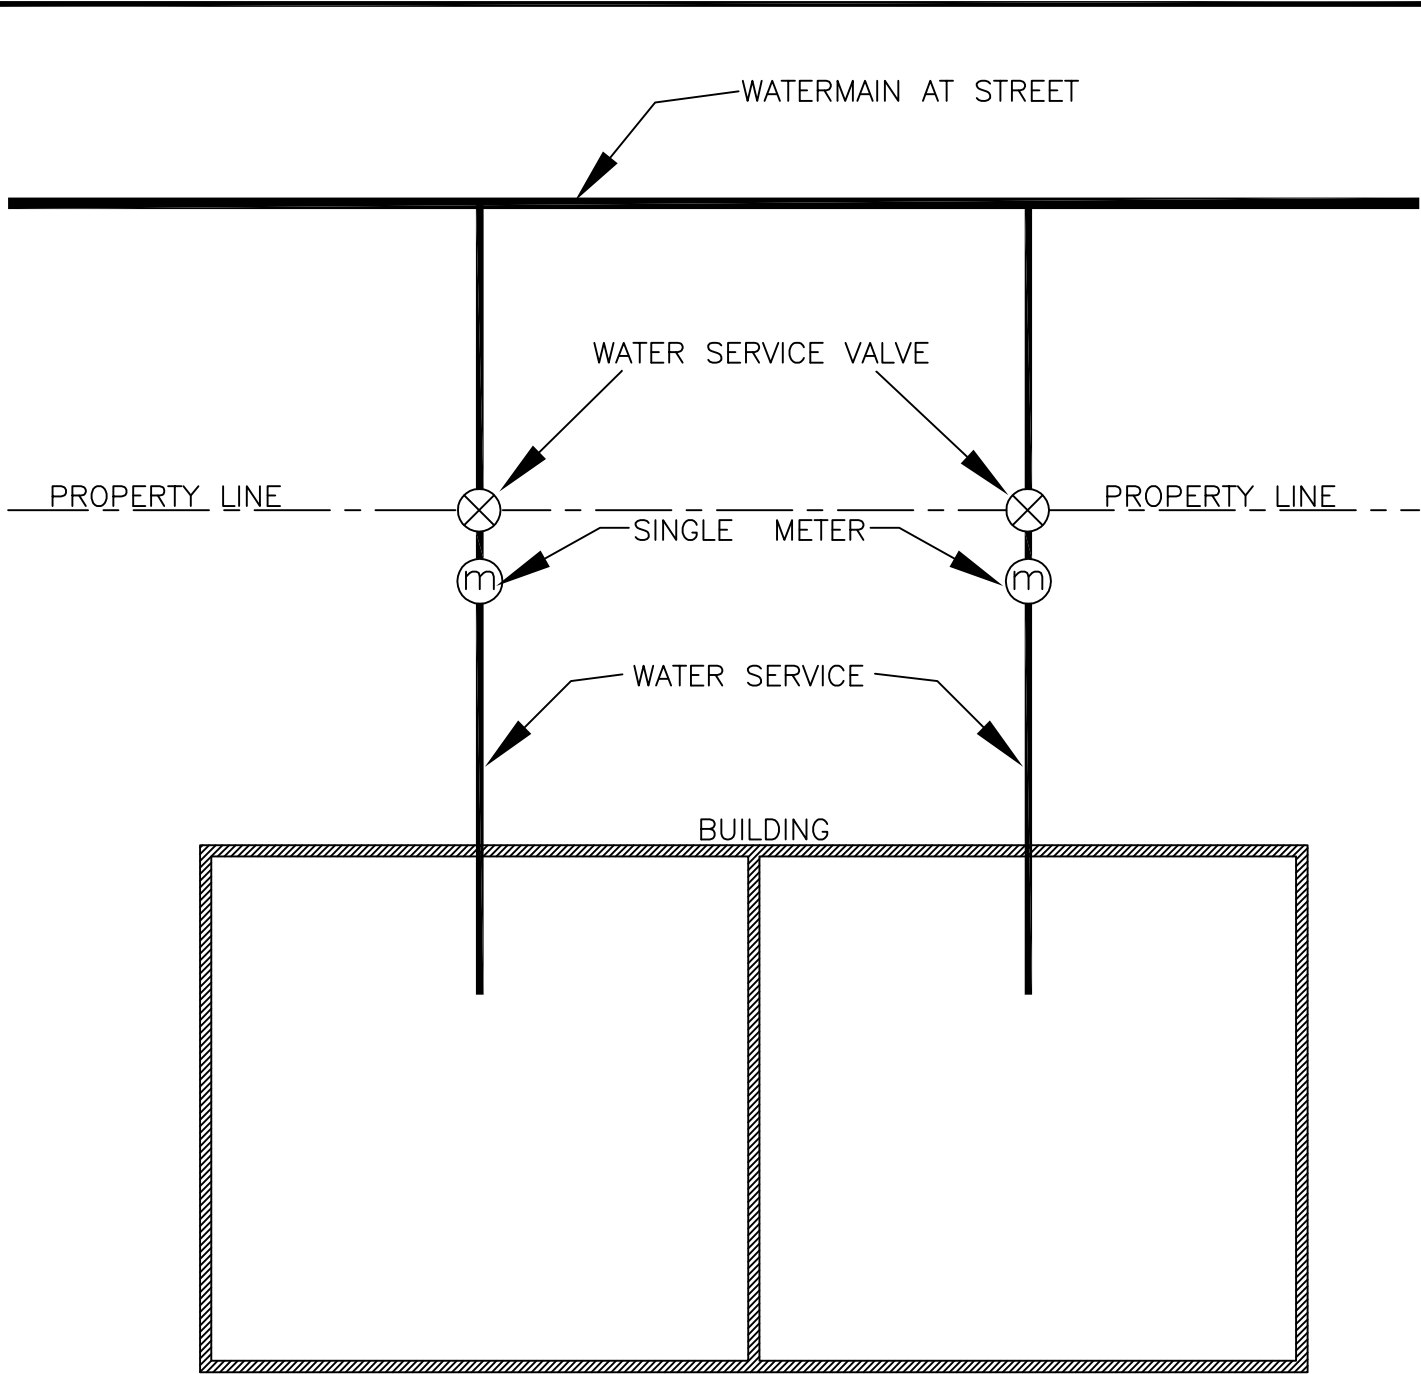 WATERMAIN AT STREET
WATER SERVICE VALVE
PROPERTY LINE
PROPERTY LINE
SINGLE METER
m
m
WATER SERVICE
BUILDING